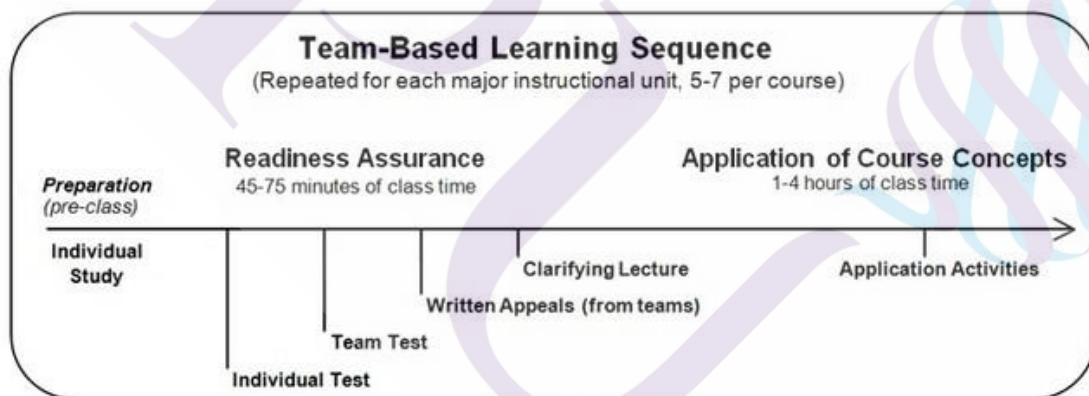 Team-Based Learning Sequence
(Repeated for each major instructional unit, 5-7 per course)
Readiness Assurance
45-75 minutes of class time
Application of Course Concepts
1-4 hours of class time
Preparation
(pre-class)
Individual
Study
Clarifying Lecture
Application Activities
Written Appeals (from teams)
Team Test
Individual Test